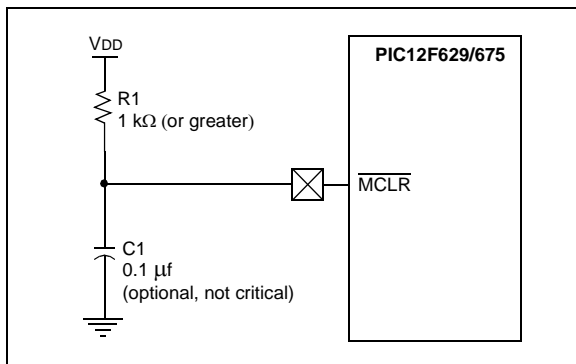 VDD
PIC12F629/675
R1
1 kΩ (or greater)
MCLR
C1
0.1 µf
(optional, not critical)